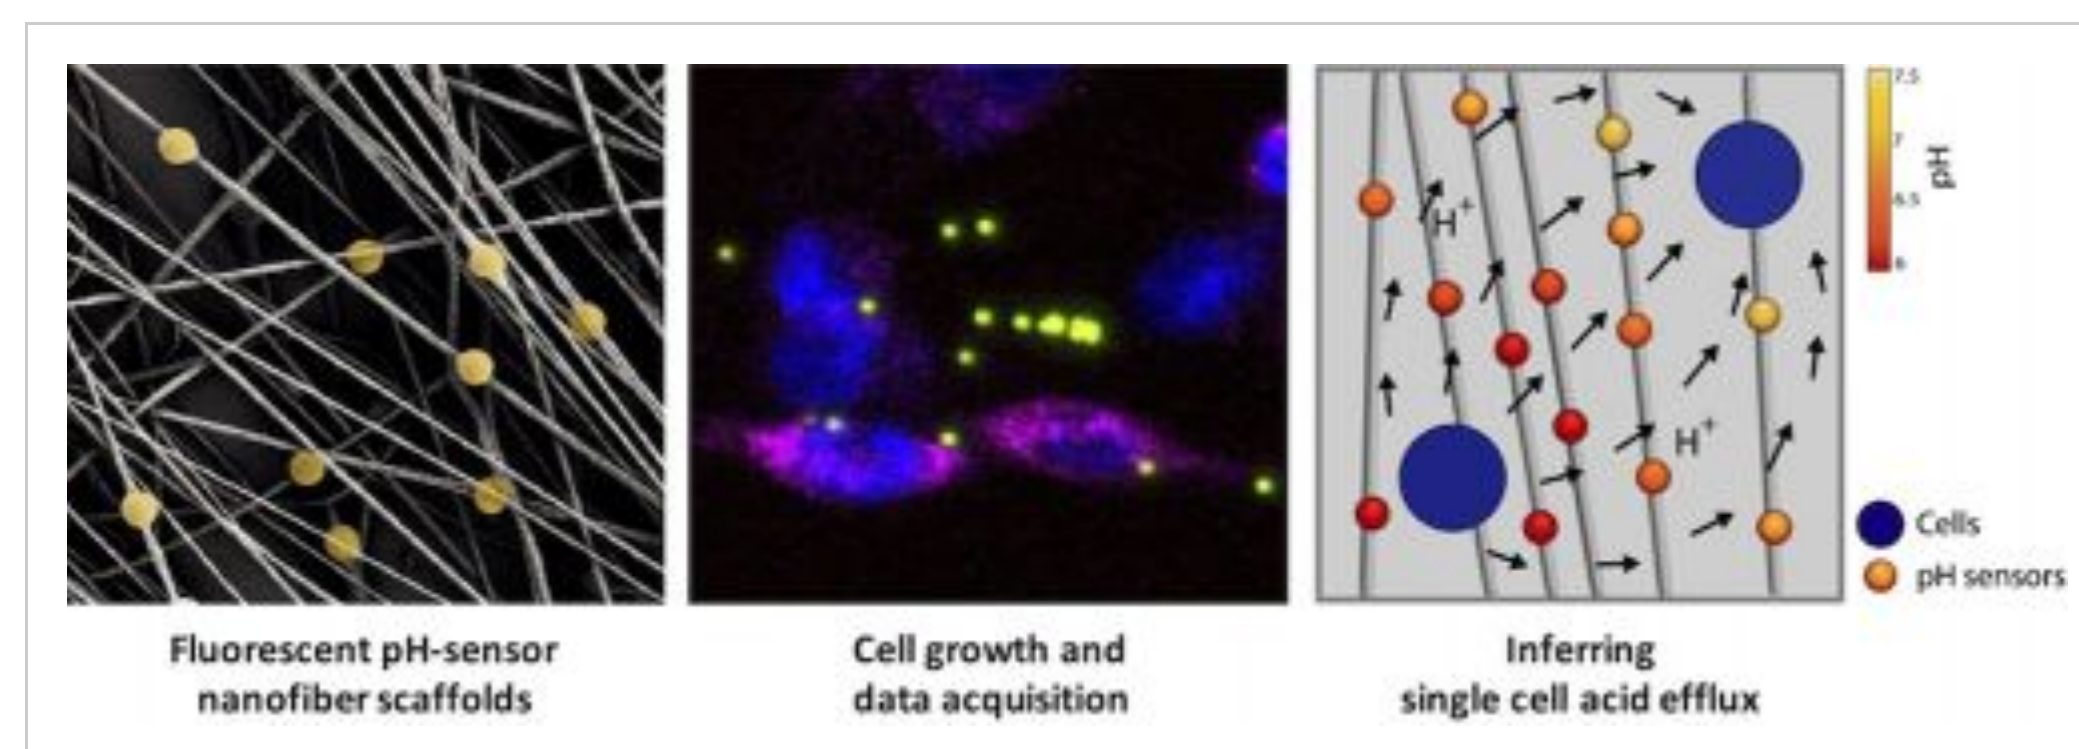 H+
H+
7.5
7
6.5
6
pH
Cells
pH sensors
Fluorescent pH-sensor
nanofiber scaffolds
Cell growth and
data acquisition
Inferring
single cell acid efflux